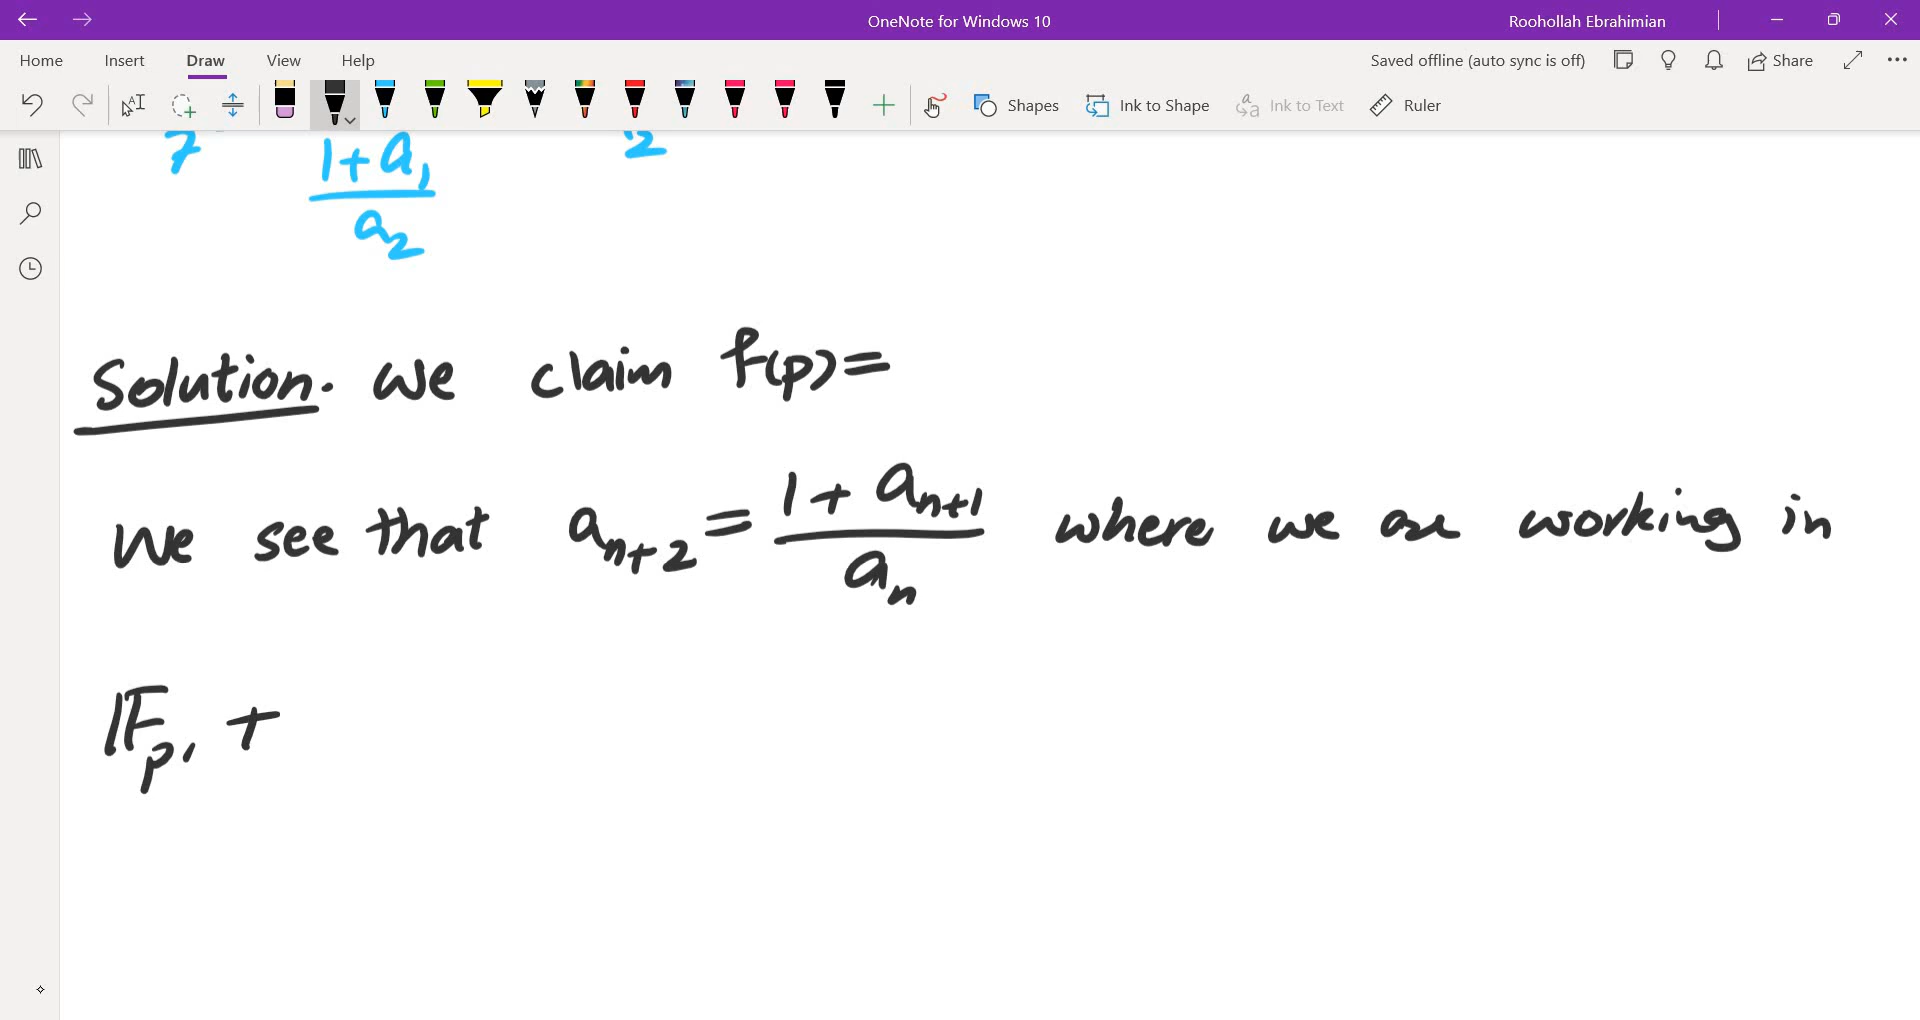 OneNote for Windows 10
Roohollah Ebrahimian
Home Insert Draw View Help
Saved offline (auto sync is off) Share
Shapes Ink to Shape Ink to Text Ruler
7 1+a₁ 2
a₂
Solution. We claim f(p)=
We see that aₙ₊₂ = (1 + aₙ₊₁)/aₙ where we are working in
𝔽ₚ, t